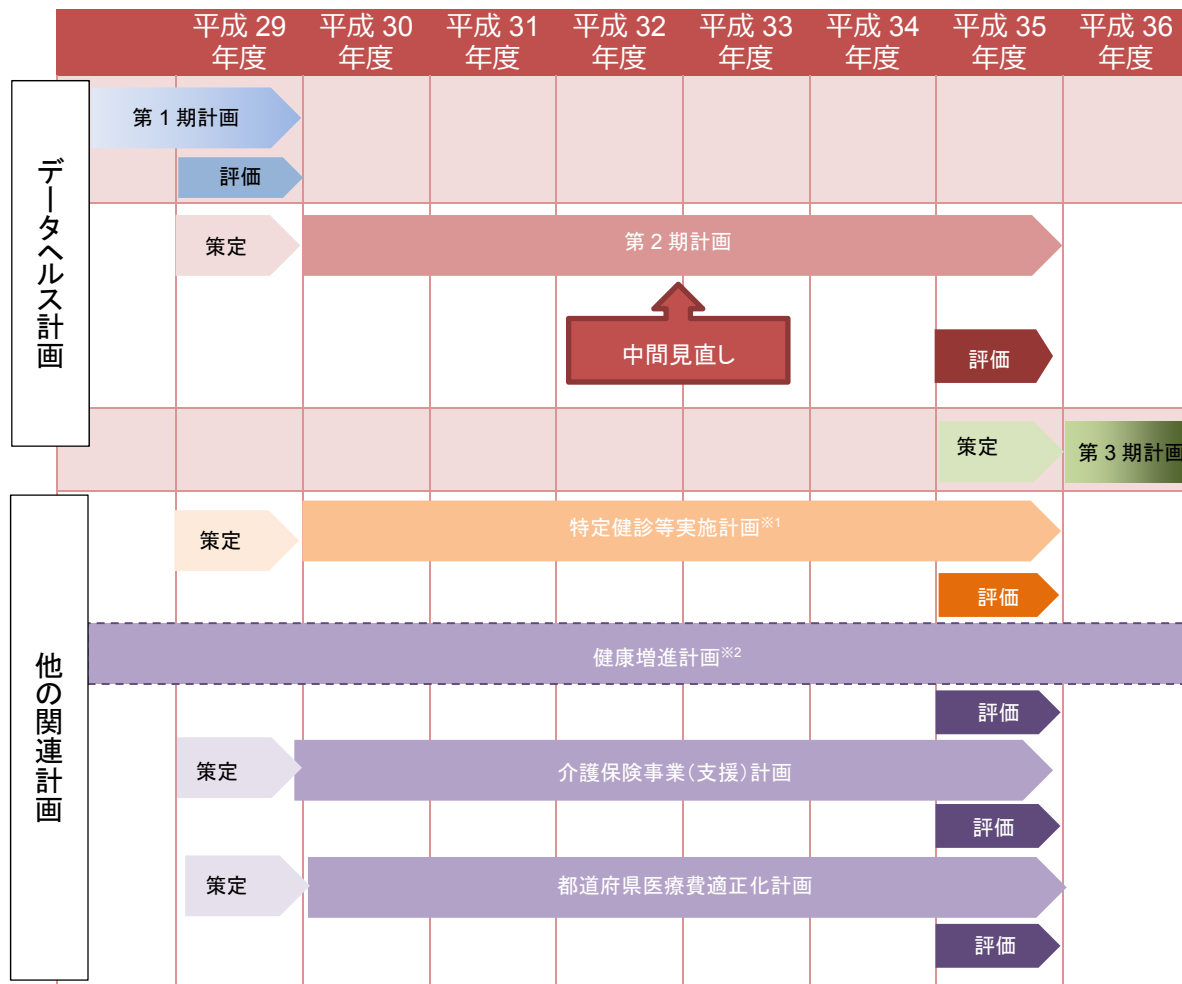 平成 29
年度
平成 30
年度
平成 31
年度
平成 32
年度
平成 33
年度
平成 34
年度
平成 35
年度
平成 36
年度
データヘルス計画
第 1 期計画
評価
策定
第 2 期計画
中間見直し
評価
策定
第 3 期計画
他の関連計画
策定
特定健診等実施計画※1
評価
健康増進計画※2
評価
策定
介護保険事業(支援)計画
評価
策定
都道府県医療費適正化計画
評価